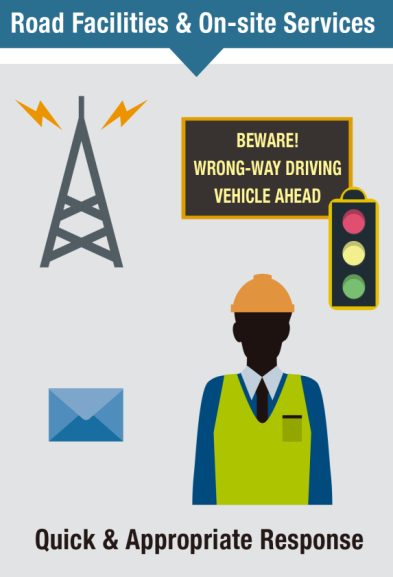 Road Facilities & On-site Services
BEWARE!
WRONG-WAY DRIVING
VEHICLE AHEAD
Quick & Appropriate Response